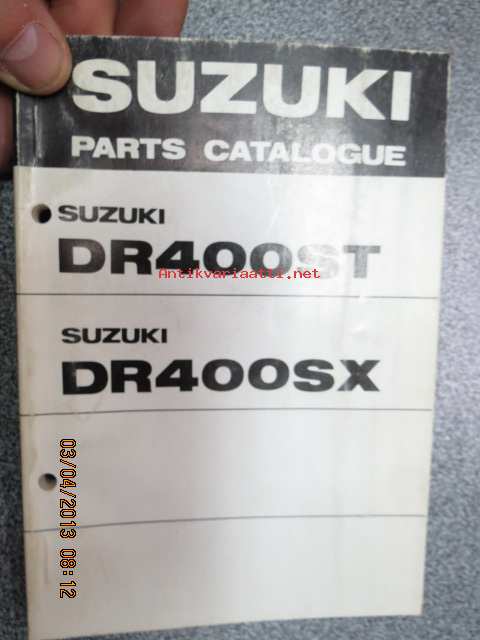 SUZUKI
PARTS CATALOGUE
SUZUKI
DR400ST
Antikvariaatti.net
SUZUKI
DR400SX
03/04/2013 08:12